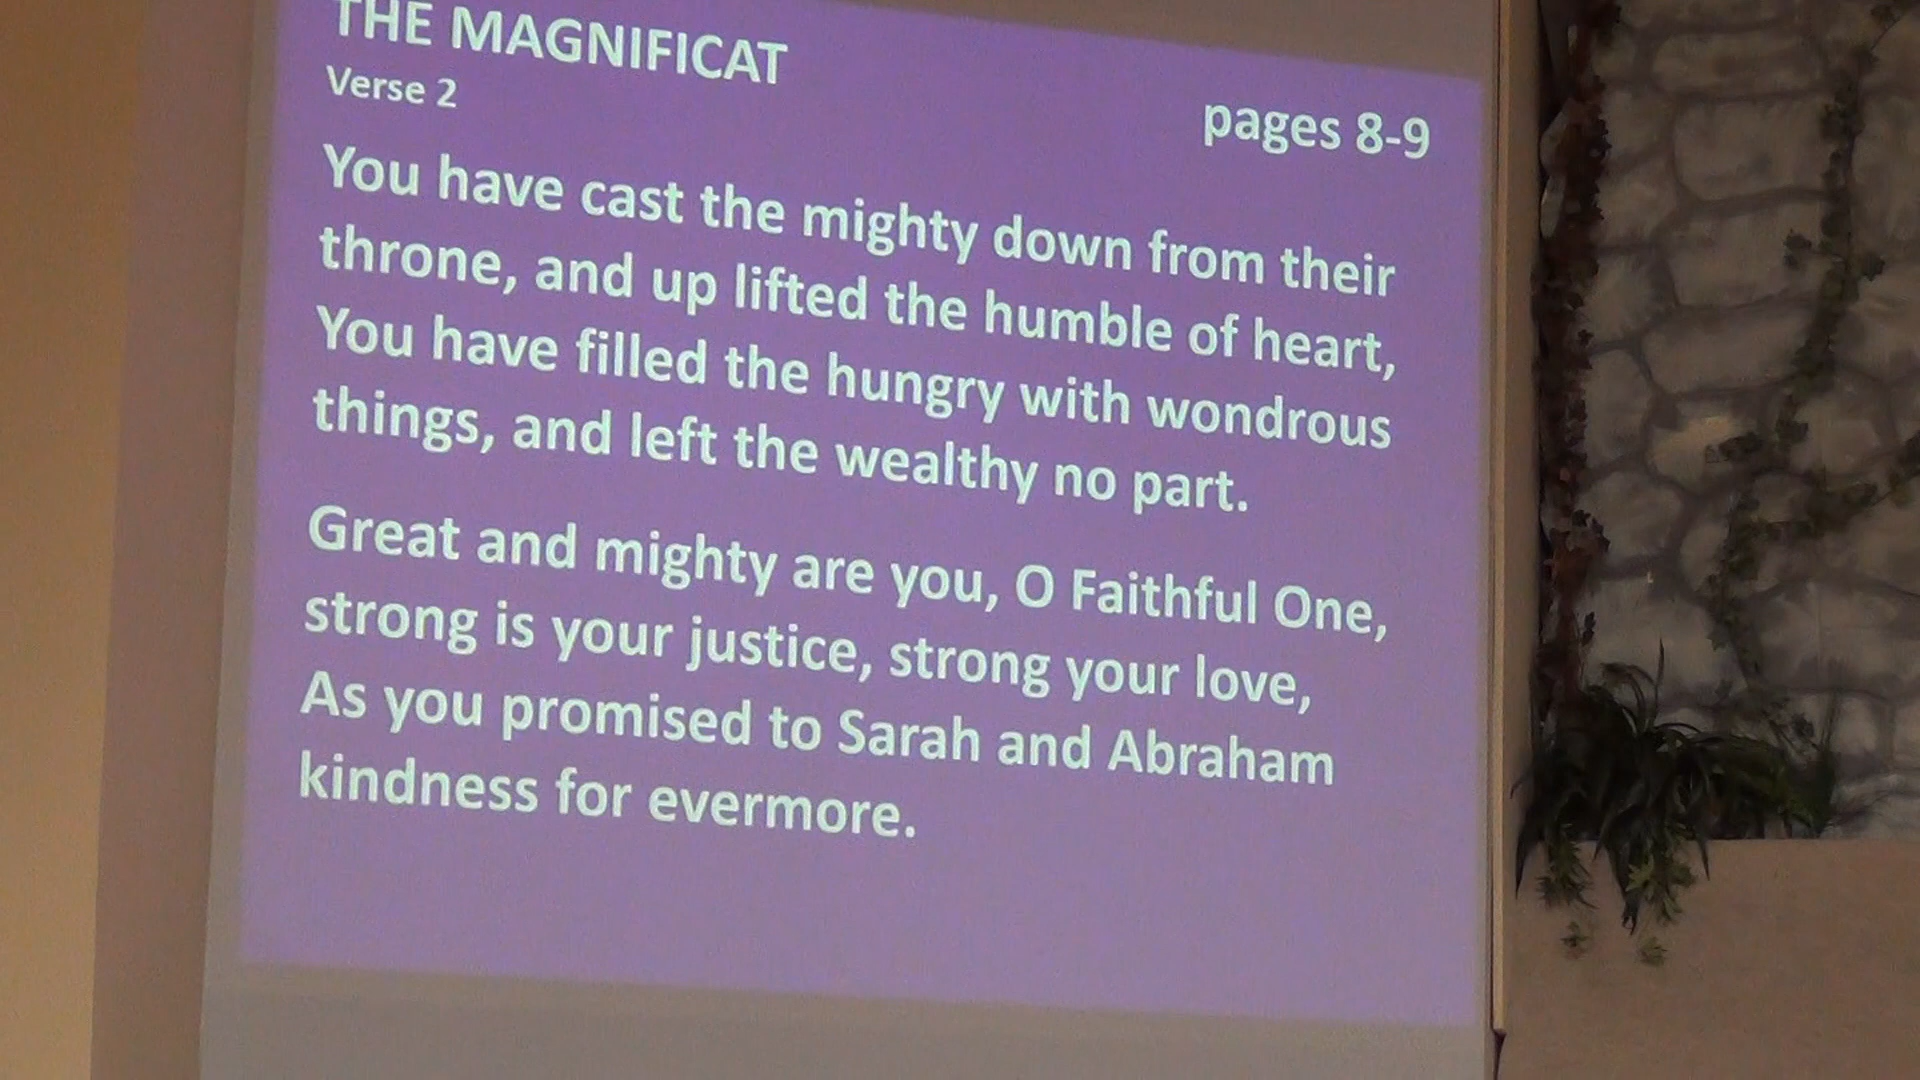 THE MAGNIFICAT
Verse 2
pages 8-9
You have cast the mighty down from their
throne, and up lifted the humble of heart,
You have filled the hungry with wondrous
things, and left the wealthy no part.
Great and mighty are you, O Faithful One,
strong is your justice, strong your love,
As you promised to Sarah and Abraham
kindness for evermore.